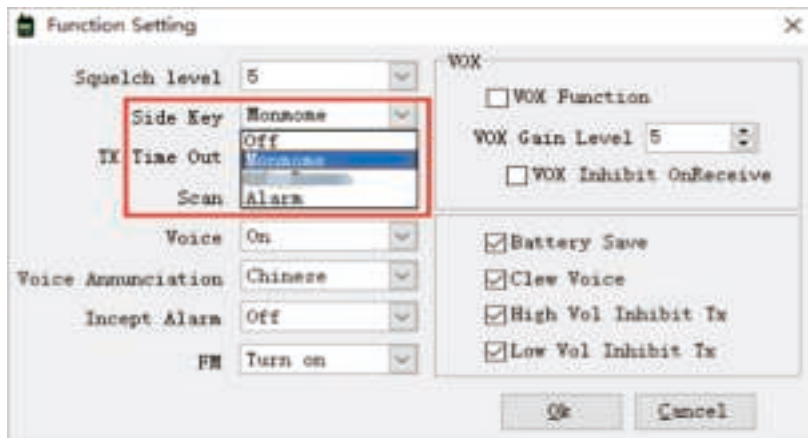 Function Setting
Squelch level 5
Side Key Monmome
Off
TX Time Out Monmome
Scan Alarm
Voice On
Voice Annunciation Chinese
Incept Alarm Off
FM Turn on
VOX
VOX Function
VOX Gain Level 5
VOX Inhibit OnReceive
Battery Save
Clew Voice
High Vol Inhibit Tx
Low Vol Inhibit Tx
Ok Cancel